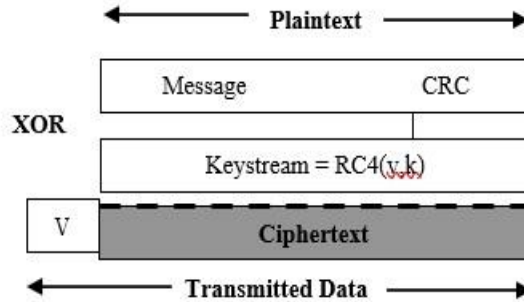 Plaintext
Message CRC
XOR
Keystream = RC4(v,k)
V
Ciphertext
Transmitted Data